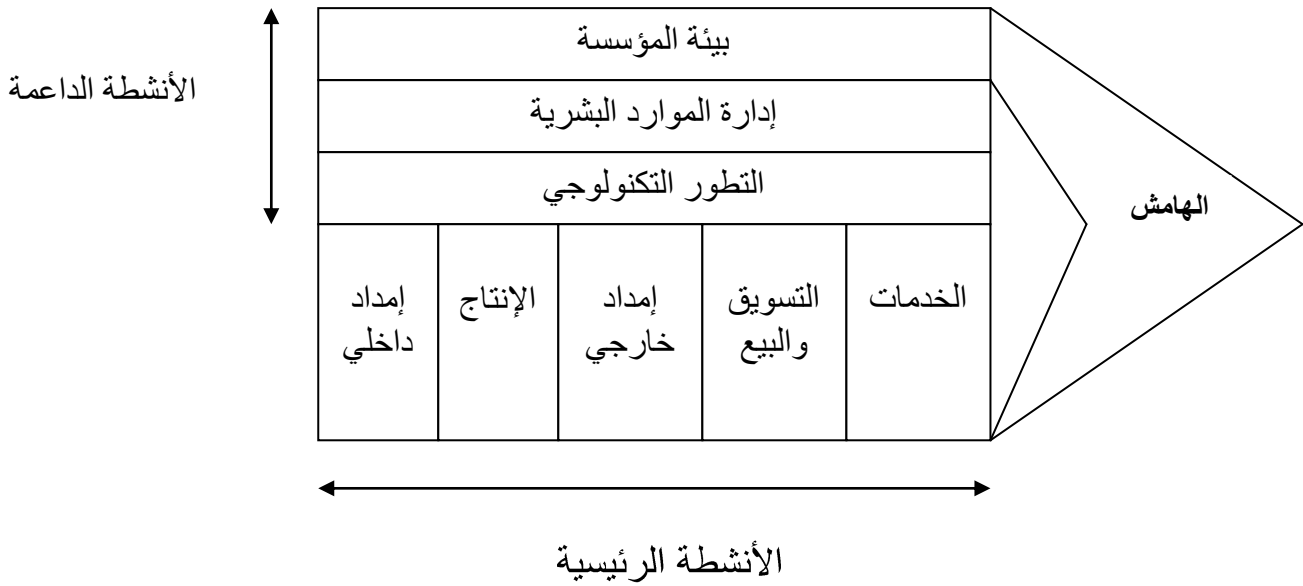 بيئة المؤسسة
الأنشطة الداعمة
إدارة الموارد البشرية
التطور التكنولوجي
الهامش
إمداد
داخلي
الإنتاج
إمداد
خارجي
التسويق
والبيع
الخدمات
الأنشطة الرئيسية